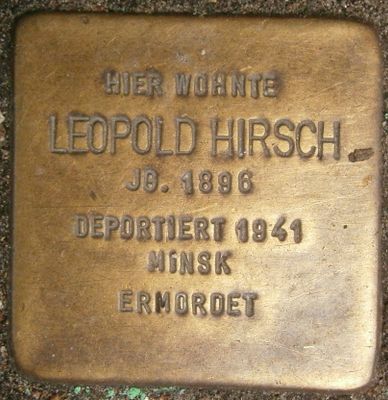 HIER WOHNTE
LEOPOLD HIRSCH
JG. 1896
DEPORTIERT 1941
MINSK
ERMORDET